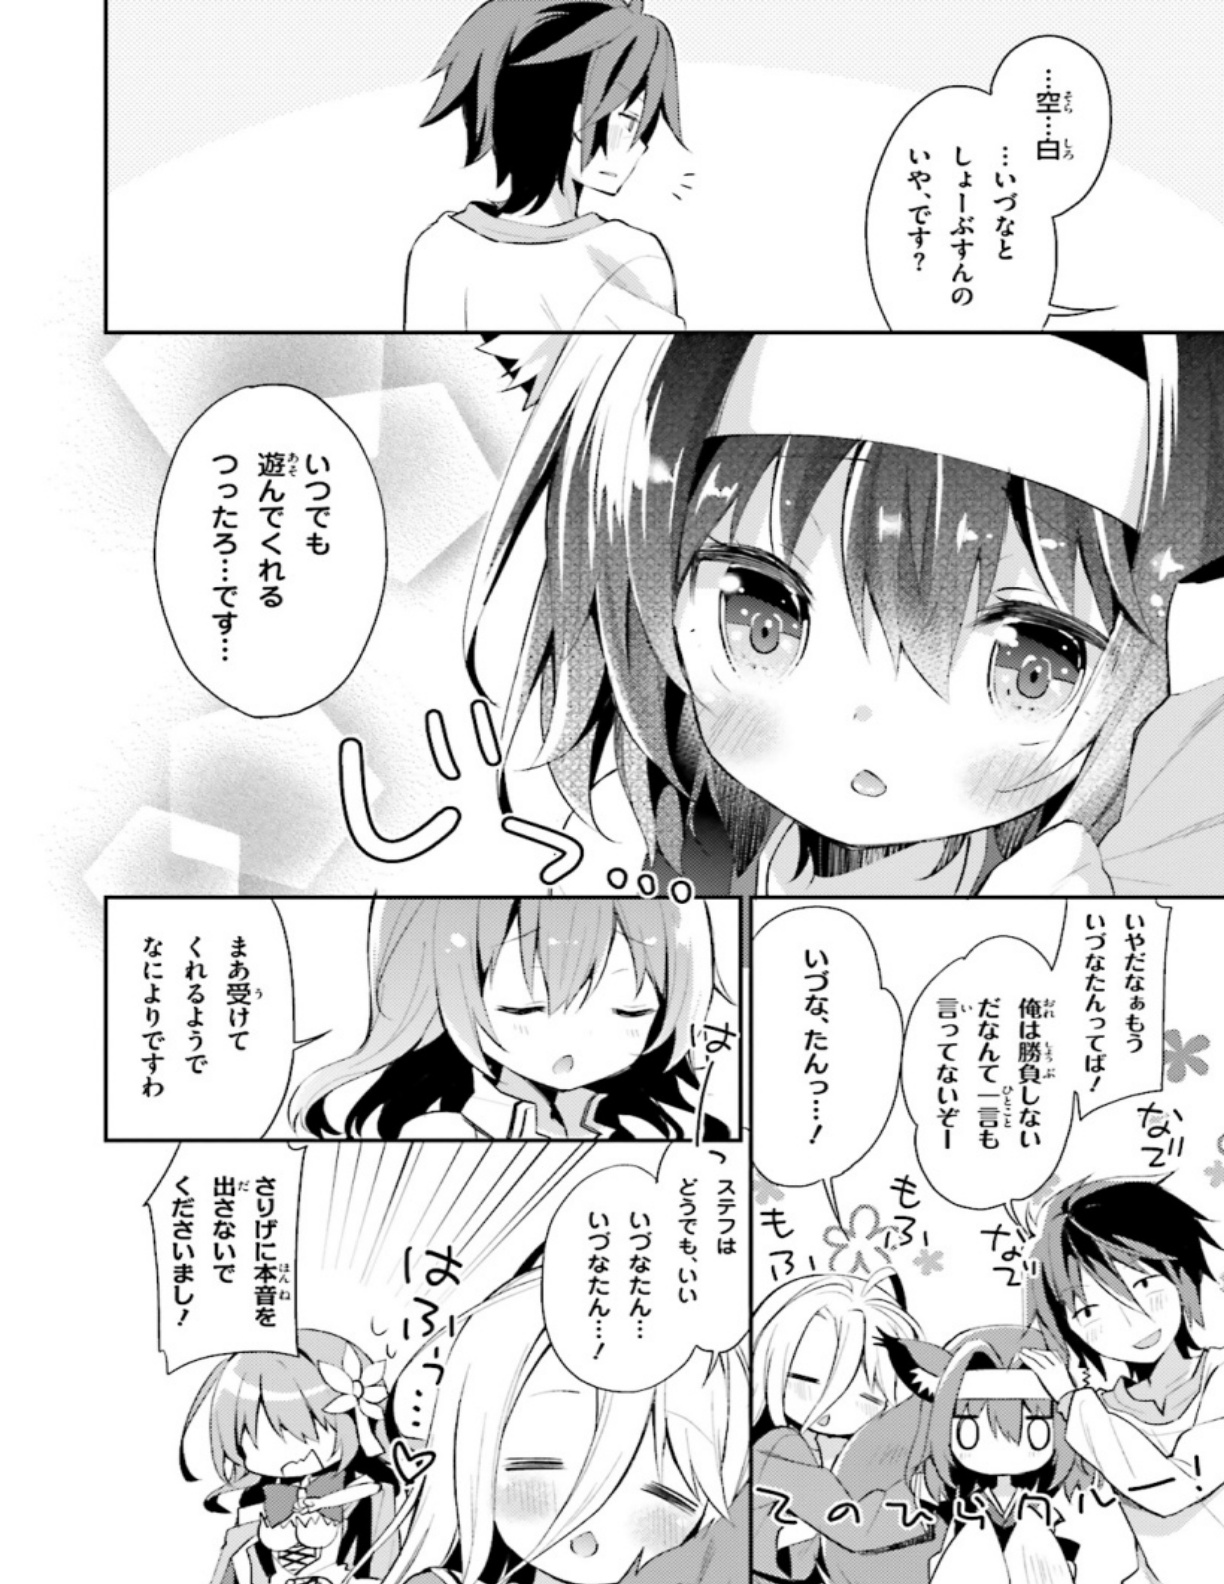 …空…白
…いづなと
しょーぶすんの
いや、です?
いつでも
遊んでくれる
つったろ…です…
じーっ…
いやだなぁもう
いづなたんってば!
俺は勝負しない
だなんて一言も
言ってないぞー
いづな、たんっ…!
なで
なで
もふ
もふ
てのひらクルー!
まあ受けて
くれるようで
なによりですわ
はーっ
ステフは
どうでも、いい
いづなたん…
いづなたん…!
はふぅ…
さりげに本音を
出さないで
くださいまし!